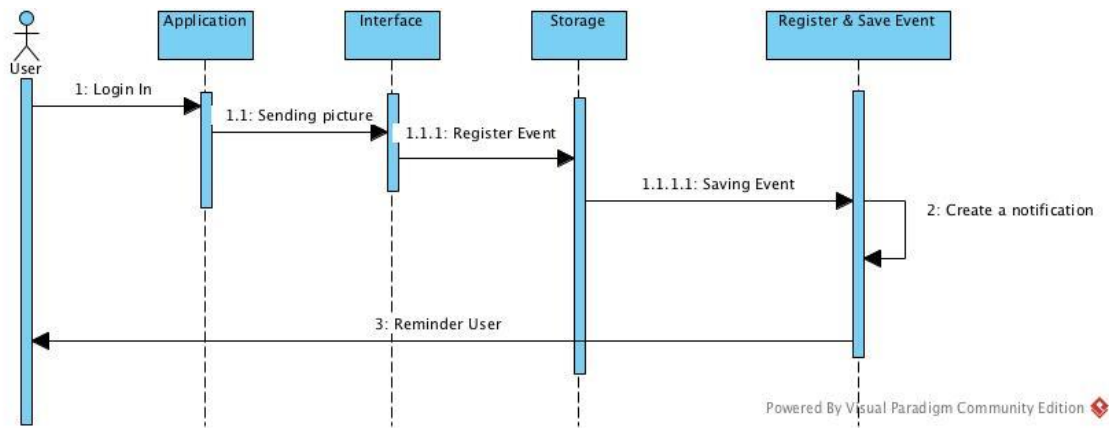 Application
Interface
Storage
Register & Save Event
User
1: Login In
1.1: Sending picture
1.1.1: Register Event
1.1.1.1: Saving Event
2: Create a notification
3: Reminder User
Powered By Visual Paradigm Community Edition